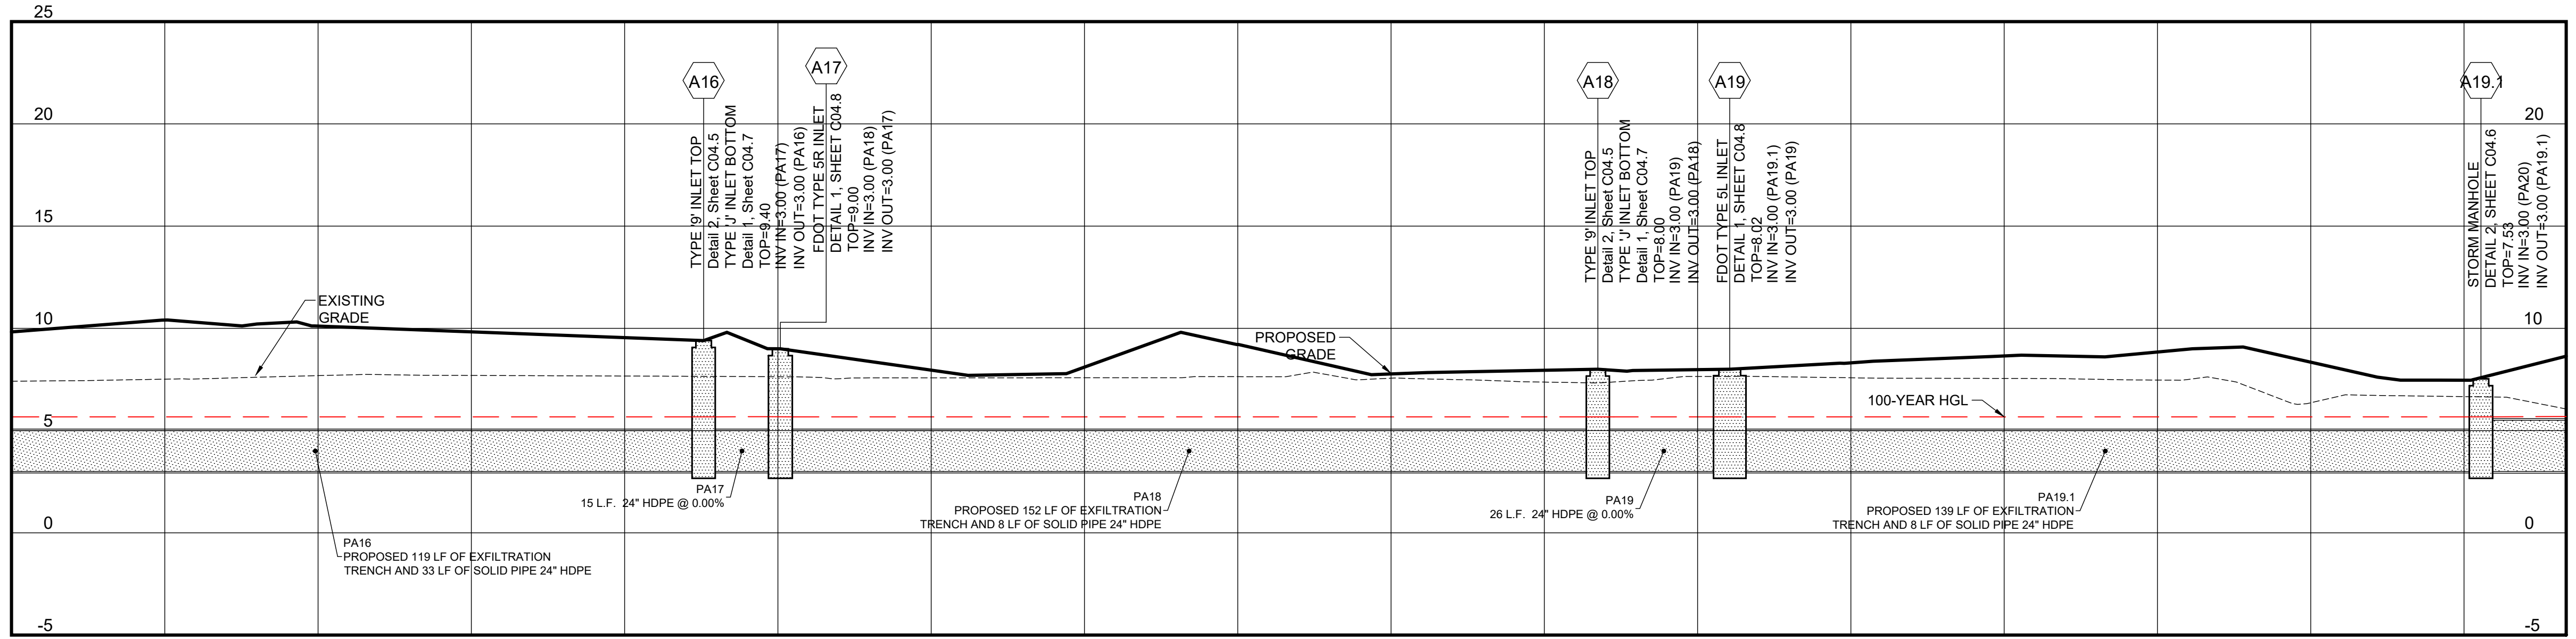 25
20
15
10
5
0
-5
A16
TYPE '9' INLET TOP
Detail 2, Sheet C04.5
TYPE 'J' INLET BOTTOM
Detail 1, Sheet C04.7
TOP=9.40
INV IN=3.00 (PA17)
INV OUT=3.00 (PA16)
A17
FDOT TYPE 5R INLET
DETAIL 1, SHEET C04.8
TOP=9.00
INV IN=3.00 (PA18)
INV OUT=3.00 (PA17)
A18
TYPE '9' INLET TOP
Detail 2, Sheet C04.5
TYPE 'J' INLET BOTTOM
Detail 1, Sheet C04.7
TOP=8.00
INV IN=3.00 (PA19)
INV OUT=3.00 (PA18)
A19
FDOT TYPE 5L INLET
DETAIL 1, SHEET C04.8
TOP=8.02
INV IN=3.00 (PA19.1)
INV OUT=3.00 (PA19)
A19.1
STORM MANHOLE
DETAIL 2, SHEET C04.6
TOP=7.53
INV IN=3.00 (PA20)
INV OUT=3.00 (PA19.1)
EXISTING
GRADE
PROPOSED
GRADE
100-YEAR HGL
PA16
PROPOSED 119 LF OF EXFILTRATION
TRENCH AND 33 LF OF SOLID PIPE 24" HDPE
PA17
15 L.F. 24" HDPE @ 0.00%
PA18
PROPOSED 152 LF OF EXFILTRATION
TRENCH AND 8 LF OF SOLID PIPE 24" HDPE
PA19
26 L.F. 24" HDPE @ 0.00%
PA19.1
PROPOSED 139 LF OF EXFILTRATION
TRENCH AND 8 LF OF SOLID PIPE 24" HDPE
20
10
0
-5